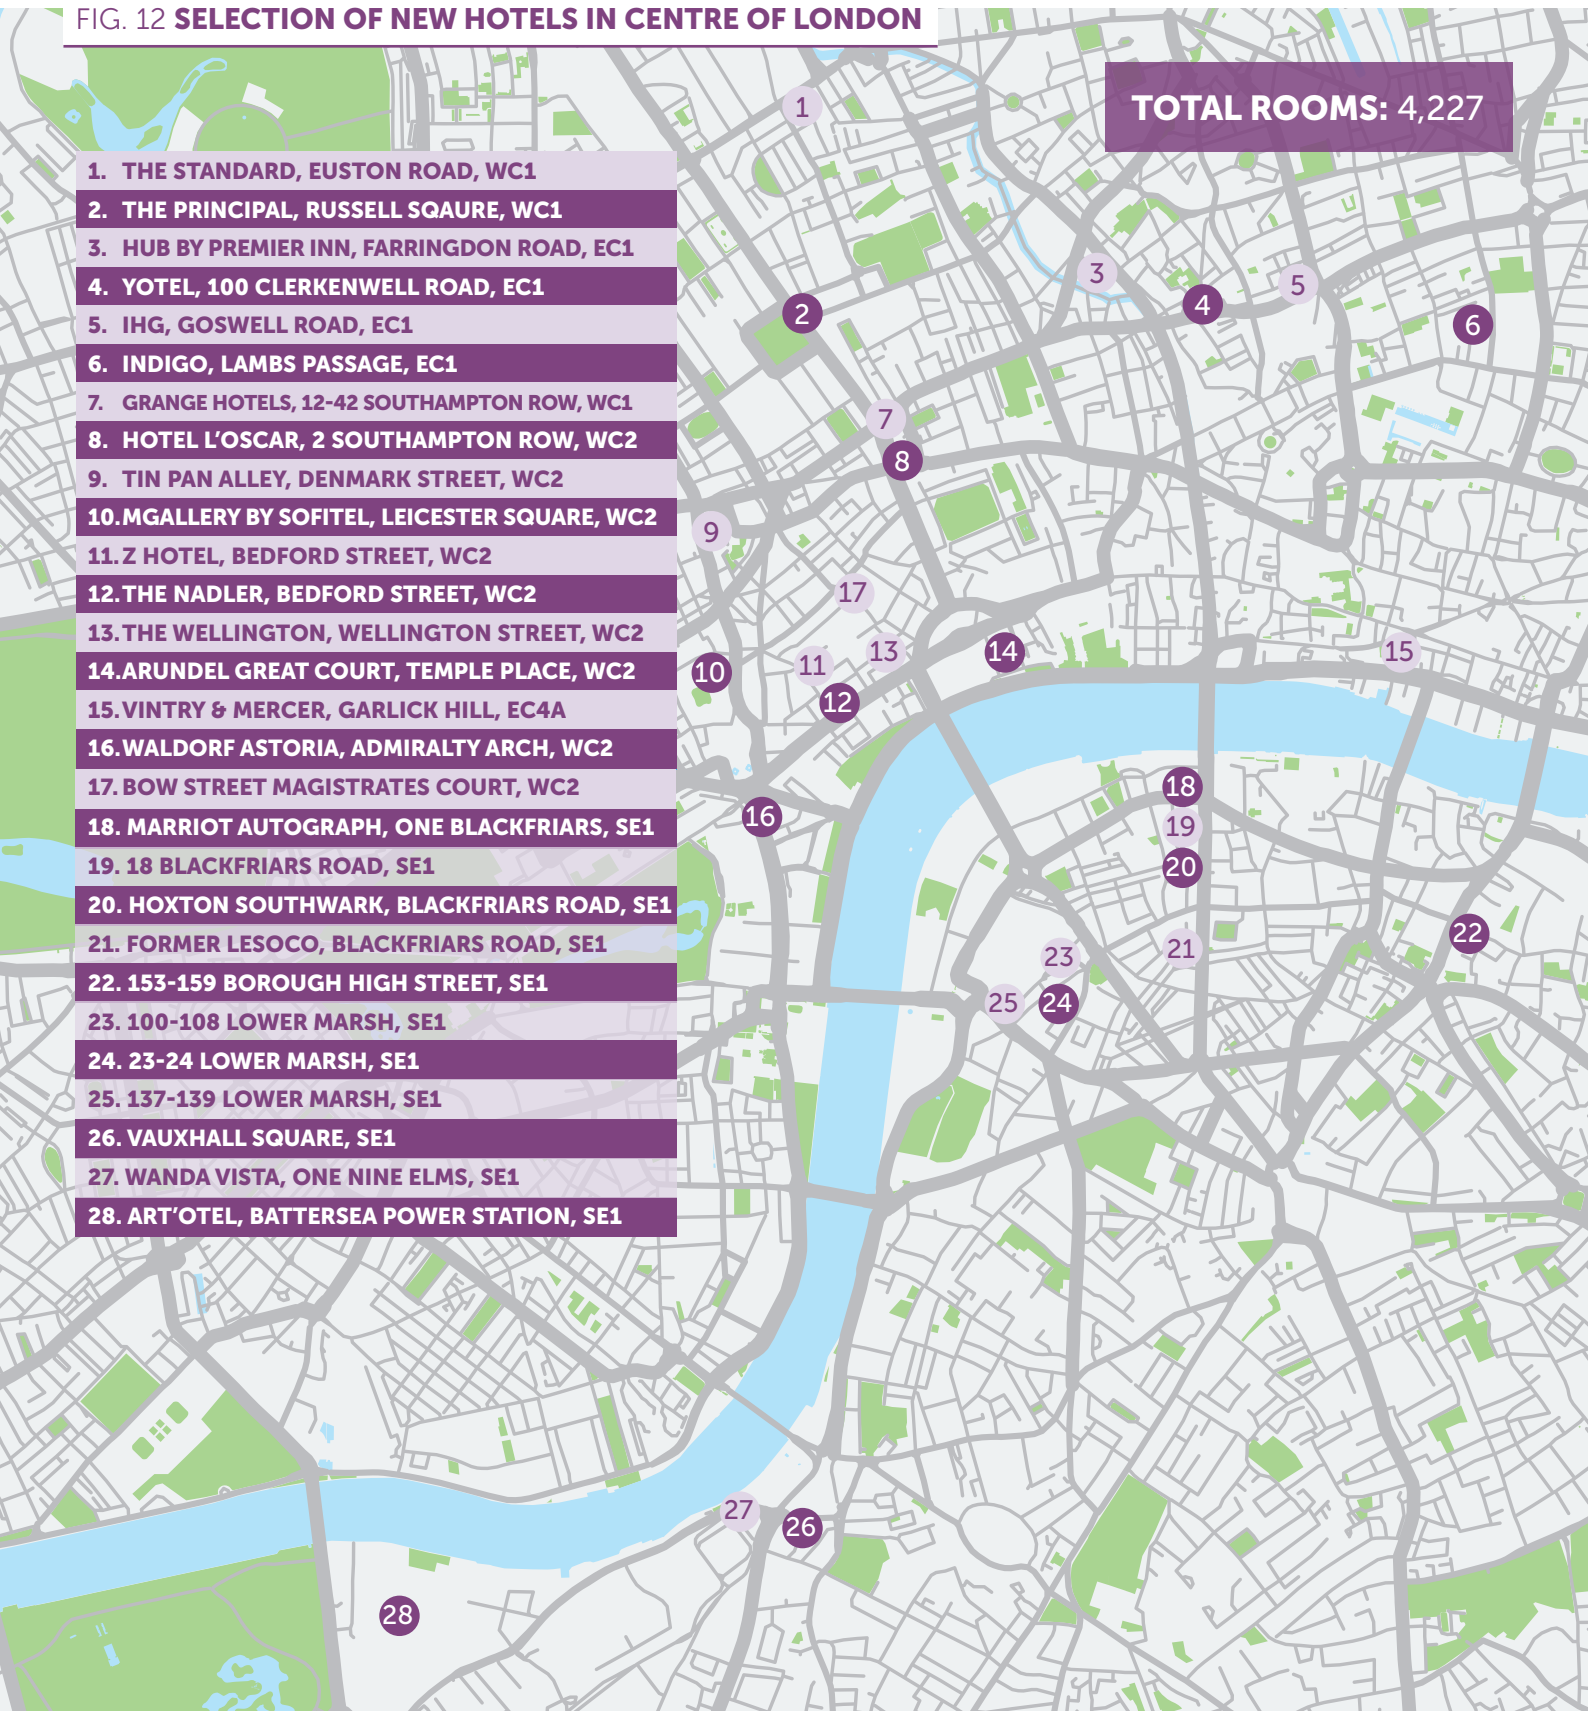 FIG. 12 SELECTION OF NEW HOTELS IN CENTRE OF LONDON
TOTAL ROOMS: 4,227
1. THE STANDARD, EUSTON ROAD, WC1
2. THE PRINCIPAL, RUSSELL SQAURE, WC1
3. HUB BY PREMIER INN, FARRINGDON ROAD, EC1
4. YOTEL, 100 CLERKENWELL ROAD, EC1
5. IHG, GOSWELL ROAD, EC1
6. INDIGO, LAMBS PASSAGE, EC1
7. GRANGE HOTELS, 12-42 SOUTHAMPTON ROW, WC1
8. HOTEL L’OSCAR, 2 SOUTHAMPTON ROW, WC2
9. TIN PAN ALLEY, DENMARK STREET, WC2
10.MGALLERY BY SOFITEL, LEICESTER SQUARE, WC2
11.Z HOTEL, BEDFORD STREET, WC2
12.THE NADLER, BEDFORD STREET, WC2
13.THE WELLINGTON, WELLINGTON STREET, WC2
14.ARUNDEL GREAT COURT, TEMPLE PLACE, WC2
15.VINTRY & MERCER, GARLICK HILL, EC4A
16.WALDORF ASTORIA, ADMIRALTY ARCH, WC2
17. BOW STREET MAGISTRATES COURT, WC2
18. MARRIOT AUTOGRAPH, ONE BLACKFRIARS, SE1
19. 18 BLACKFRIARS ROAD, SE1
20. HOXTON SOUTHWARK, BLACKFRIARS ROAD, SE1
21. FORMER LESOCO, BLACKFRIARS ROAD, SE1
22. 153-159 BOROUGH HIGH STREET, SE1
23. 100-108 LOWER MARSH, SE1
24. 23-24 LOWER MARSH, SE1
25. 137-139 LOWER MARSH, SE1
26. VAUXHALL SQUARE, SE1
27. WANDA VISTA, ONE NINE ELMS, SE1
28. ART’OTEL, BATTERSEA POWER STATION, SE1
1
3
5
4
2
6
7
8
9
17
13
14
15
11
10
12
18
16
19
20
22
21
23
25
24
27
26
28